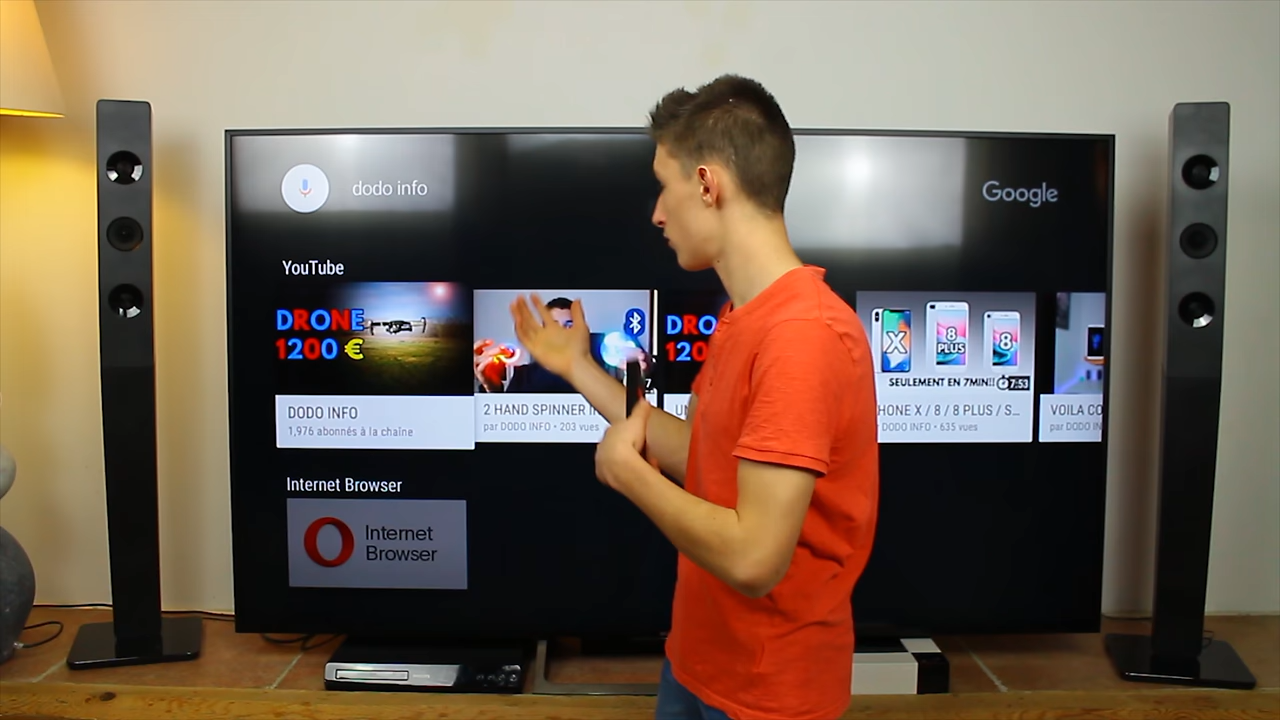 dodo info
Google
YouTube
DRONE
1200 €
DODO INFO
1,976 abonnés à la chaîne
2 HAND SPINNER
par DODO INFO • 203 vues
DRO
120
X
8
PLUS
8
SEULEMENT EN 7MIN!!
7:53
HONE X / 8 / 8 PLUS / S...
DODO INFO • 635 vues
VOILA CO
par DODO IN
Internet Browser
Internet
Browser